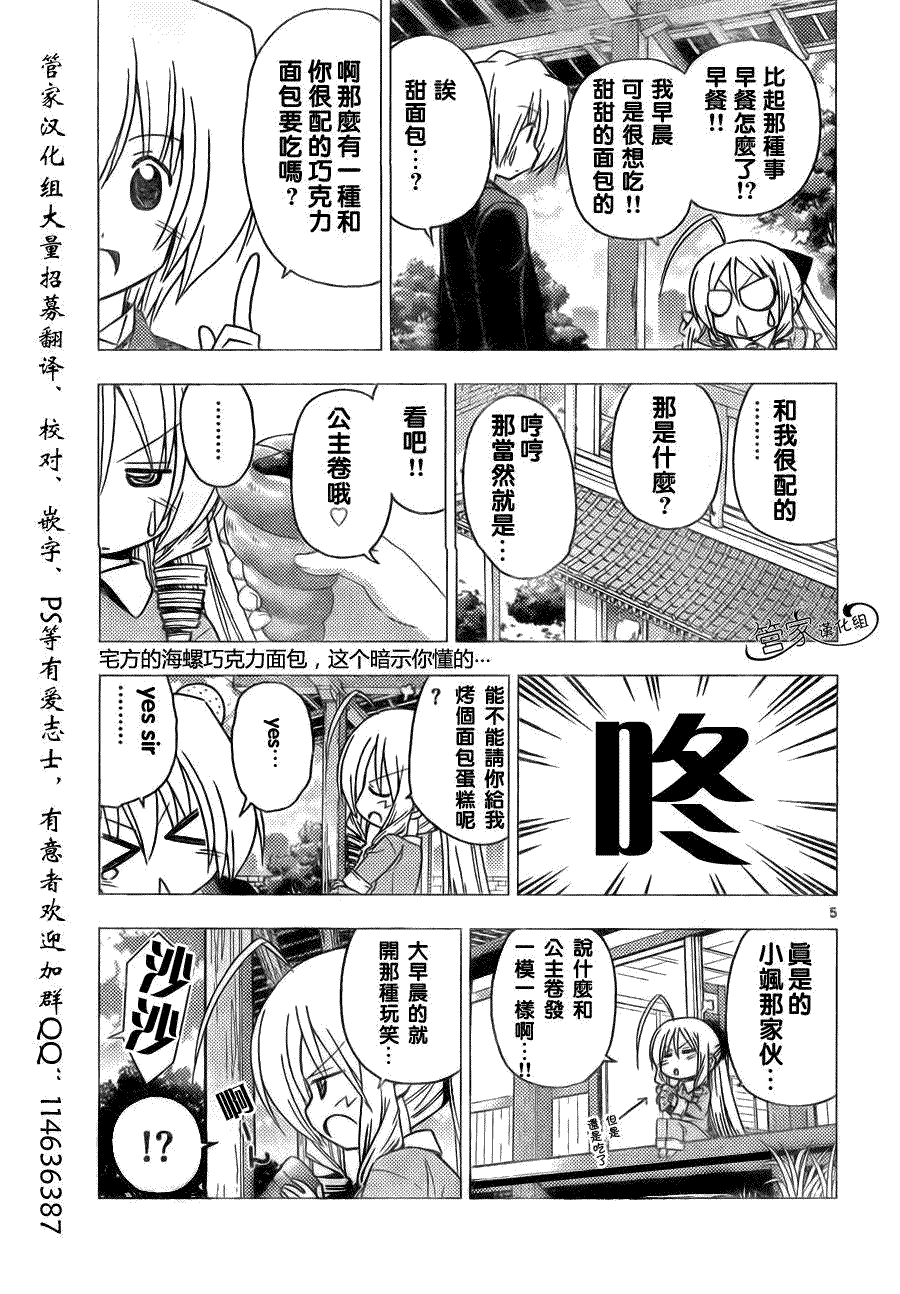 比起那種事
早餐怎麼了!?
早餐!!
我早晨
可是很想吃!!
甜甜的面包的
誒
甜面包…?
啊那麼有一種和
你很配的巧克力
面包要吃嗎?
和我很配的
………
那是什麼?
哼哼
那當然就是…
看吧!!
公主卷哦♡
………
管家漢化組
宅方的海螺巧克力面包，这个暗示你懂的…
咚
能不能請你給我
烤個面包蛋糕呢
?
yes…
yes sir
………
5
真是的
小颯那家伙…
說什麼和
公主卷發
一模一樣啊…!!
但是
還是吃了
大早晨的就
開那種玩笑…
啊
沙沙
!?
管家汉化组大量招募翻译、校对、嵌字、PS等有爱志士，有意者欢迎加群QQ：114636387